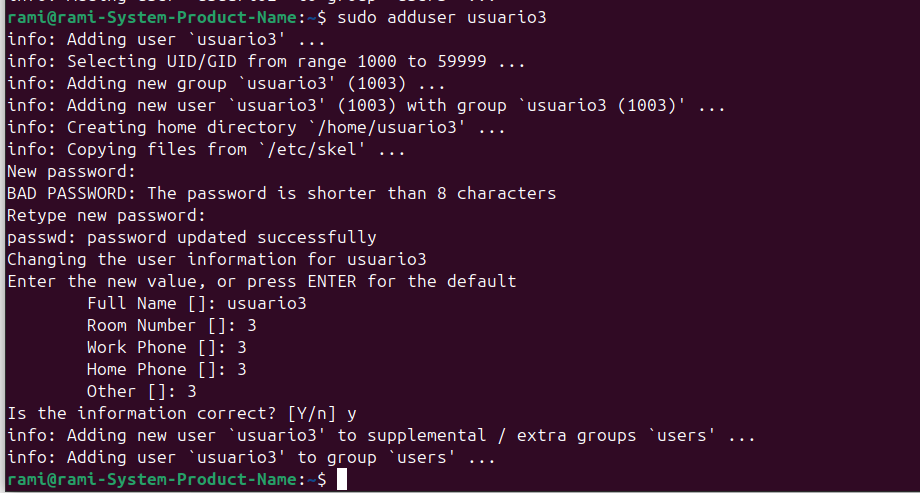 rami@rami-System-Product-Name:~$ sudo adduser usuario3
info: Adding user `usuario3' ...
info: Selecting UID/GID from range 1000 to 59999 ...
info: Adding new group `usuario3' (1003) ...
info: Adding new user `usuario3' (1003) with group `usuario3 (1003)' ...
info: Creating home directory `/home/usuario3' ...
info: Copying files from `/etc/skel' ...
New password:
BAD PASSWORD: The password is shorter than 8 characters
Retype new password:
passwd: password updated successfully
Changing the user information for usuario3
Enter the new value, or press ENTER for the default
        Full Name []: usuario3
        Room Number []: 3
        Work Phone []: 3
        Home Phone []: 3
        Other []: 3
Is the information correct? [Y/n] y
info: Adding new user `usuario3' to supplemental / extra groups `users' ...
info: Adding user `usuario3' to group `users' ...
rami@rami-System-Product-Name:~$